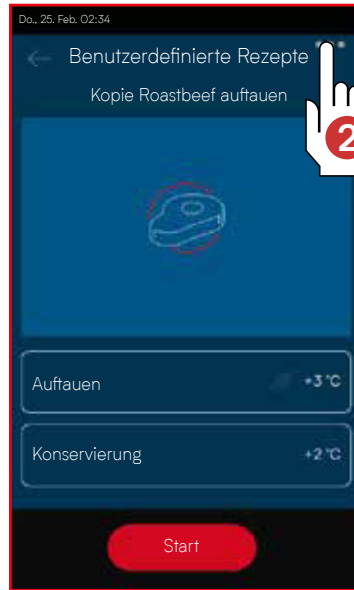 Do., 25. Feb. 02:34
Benutzerdefinierte Rezepte
Kopie Roastbeef auftauen
2
Auftauen +3 °C
Konservierung +2 °C
Start